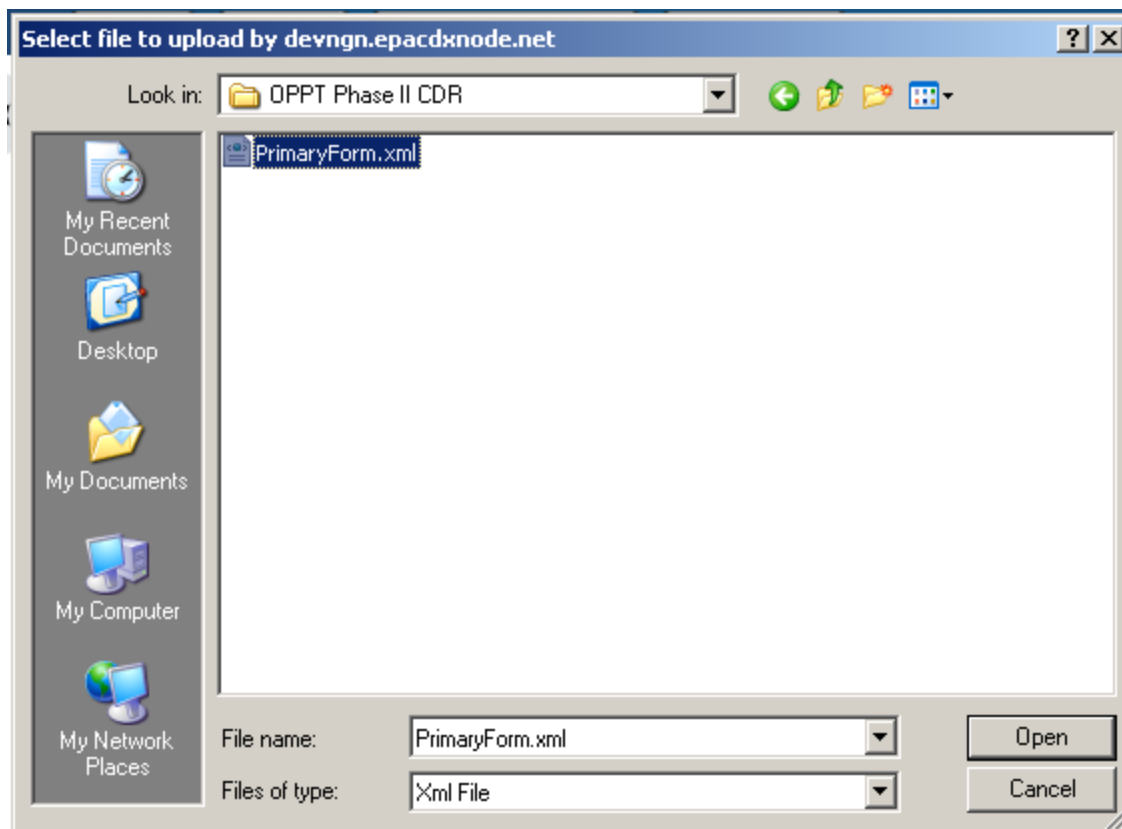 Select file to upload by devngn.epacdxnode.net
Look in: OPPT Phase II CDR
PrimaryForm.xml
My Recent
Documents
Desktop
My Documents
My Computer
My Network
Places
File name: PrimaryForm.xml Open
Files of type: Xml File Cancel